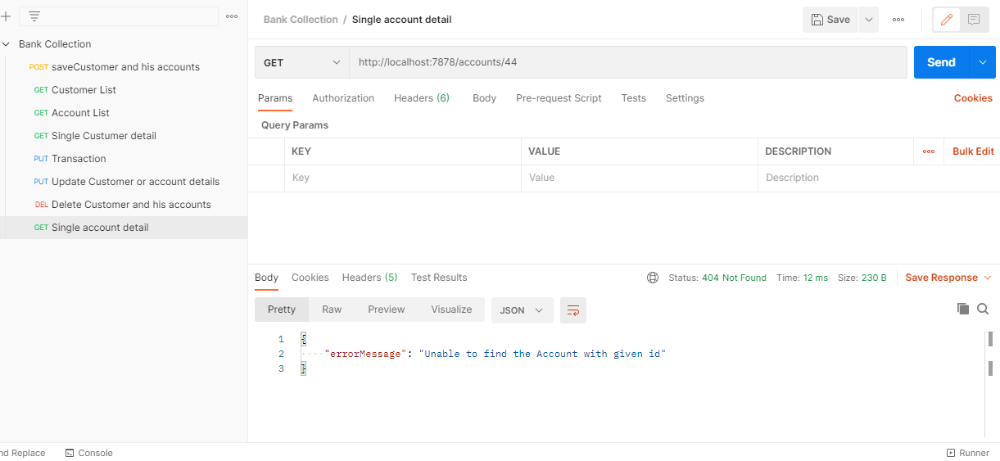 Bank Collection
POST saveCustomer and his accounts
GET Customer List
GET Account List
GET Single Custumer detail
PUT Transaction
PUT Update Customer or account details
DEL Delete Customer and his accounts
GET Single account detail
Bank Collection / Single account detail
Save
GET http://localhost:7878/accounts/44 Send
Params Authorization Headers (6) Body Pre-request Script Tests Settings Cookies
Query Params
KEY VALUE DESCRIPTION Bulk Edit
Key Value Description
Body Cookies Headers (5) Test Results Status: 404 Not Found Time: 12 ms Size: 230 B Save Response
Pretty Raw Preview Visualize JSON
1 {
2 "errorMessage": "Unable to find the Account with given id"
3 }
nd Replace Console Runner